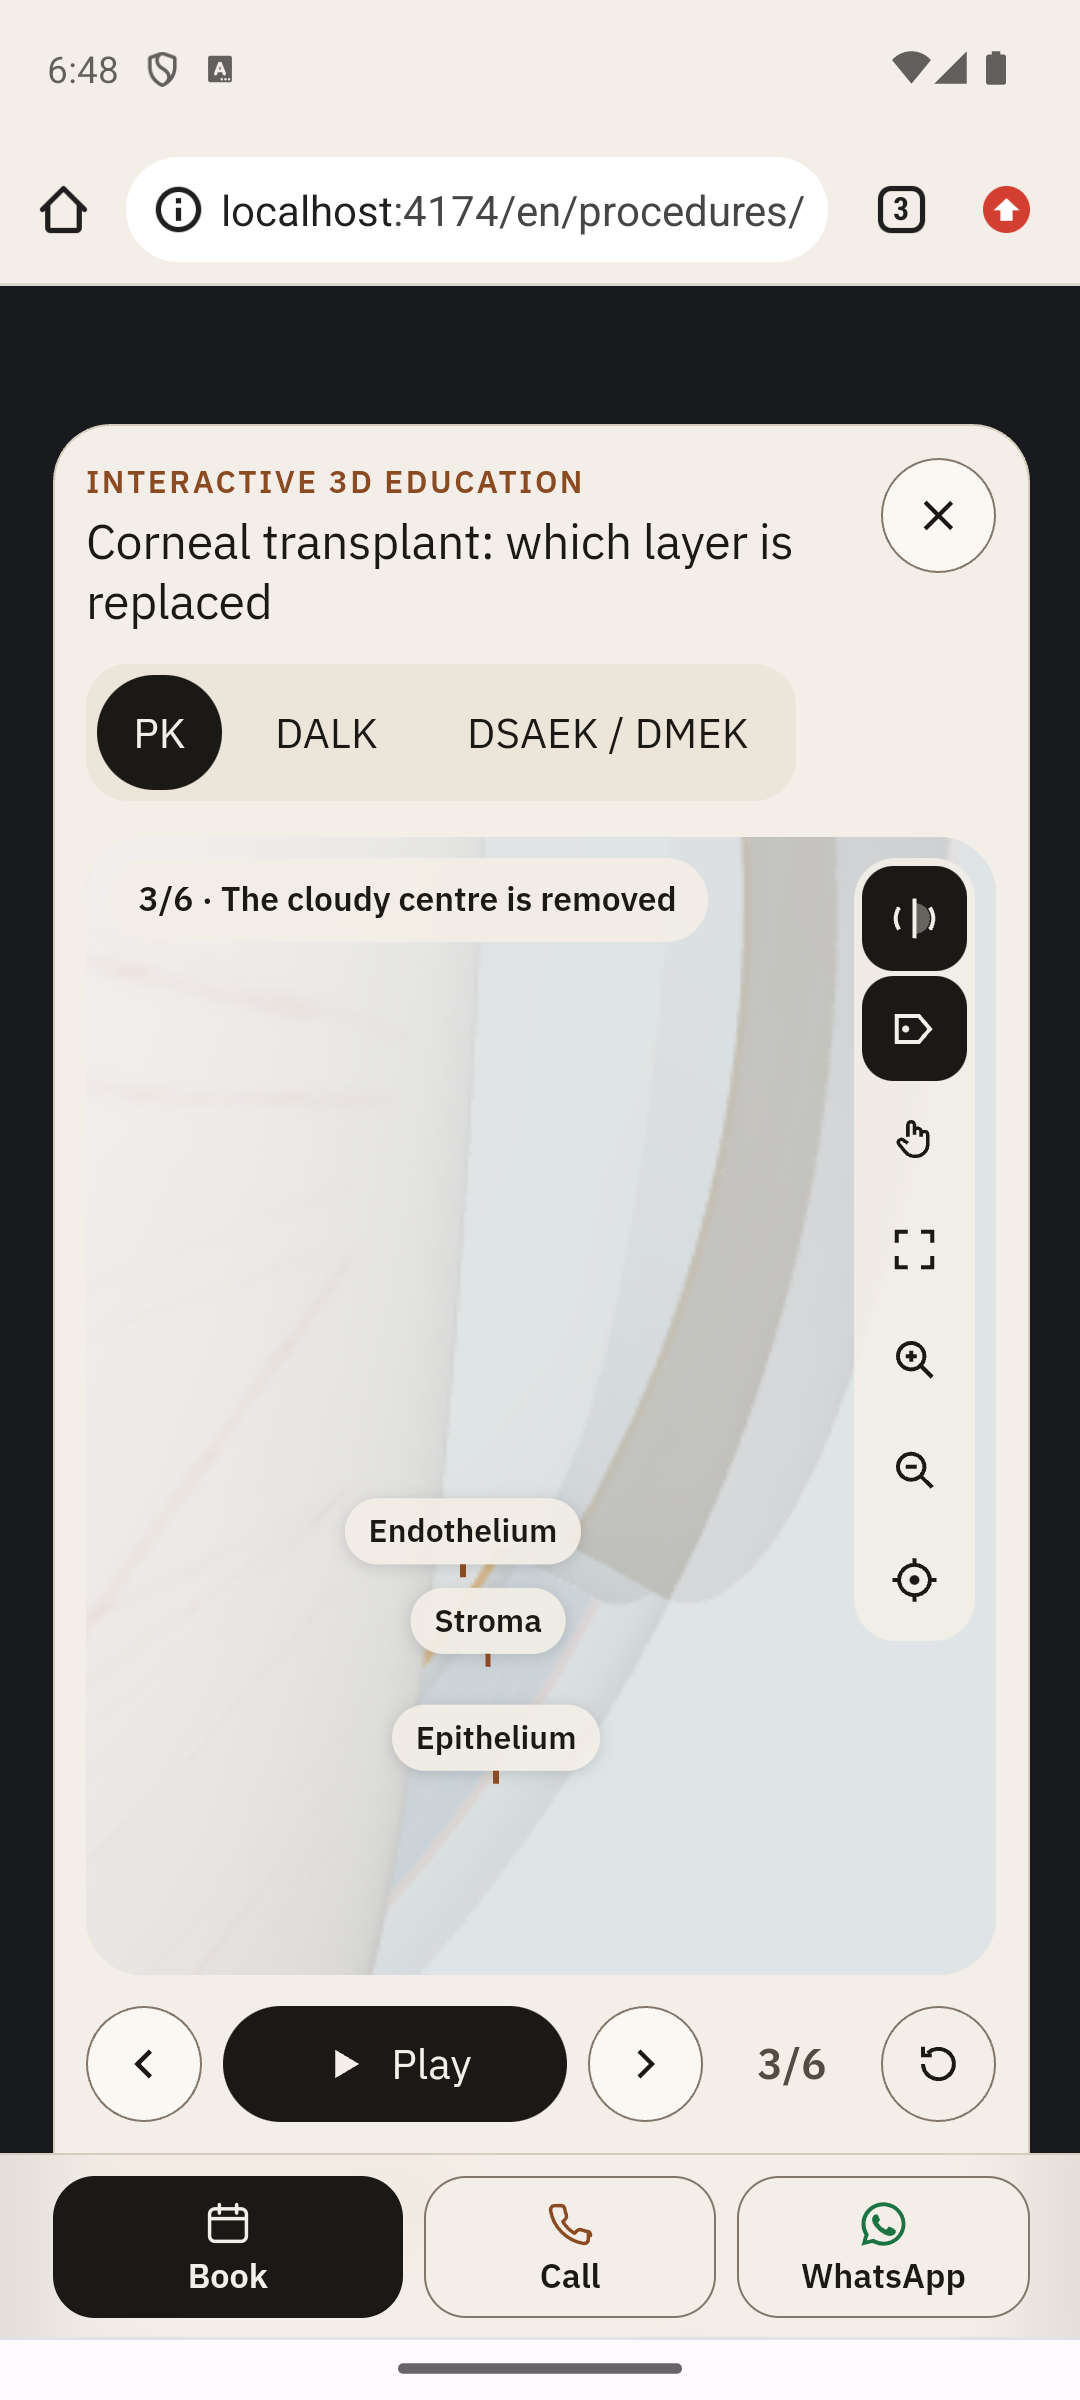 6:48
localhost:4174/en/procedures/
3
INTERACTIVE 3D EDUCATION
Corneal transplant: which layer is
replaced
PK
DALK
DSAEK / DMEK
3/6 · The cloudy centre is removed
Endothelium
Stroma
Epithelium
Play
3/6
Book
Call
WhatsApp